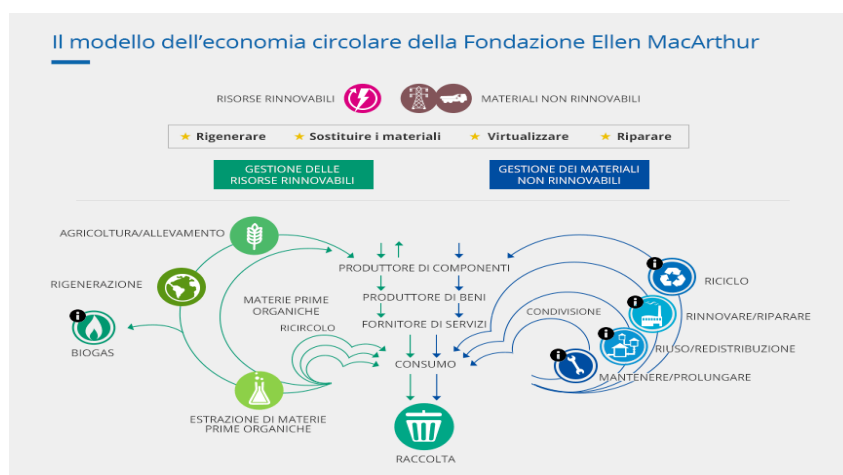 Il modello dell’economia circolare della Fondazione Ellen MacArthur
RISORSE RINNOVABILI
MATERIALI NON RINNOVABILI
★ Rigenerare ★ Sostituire i materiali ★ Virtualizzare ★ Riparare
GESTIONE DELLE
RISORSE RINNOVABILI
GESTIONE DEI MATERIALI
NON RINNOVABILI
AGRICOLTURA/ALLEVAMENTO
RIGENERAZIONE
BIOGAS
ESTRAZIONE DI MATERIE
PRIME ORGANICHE
MATERIE PRIME
ORGANICHE
RICIRCOLO
PRODUTTORE DI COMPONENTI
PRODUTTORE DI BENI
FORNITORE DI SERVIZI
CONSUMO
RACCOLTA
CONDIVISIONE
i
RICICLO
i
RINNOVARE/RIPARARE
i
RIUSO/REDISTRIBUZIONE
i
MANTENERE/PROLUNGARE
i